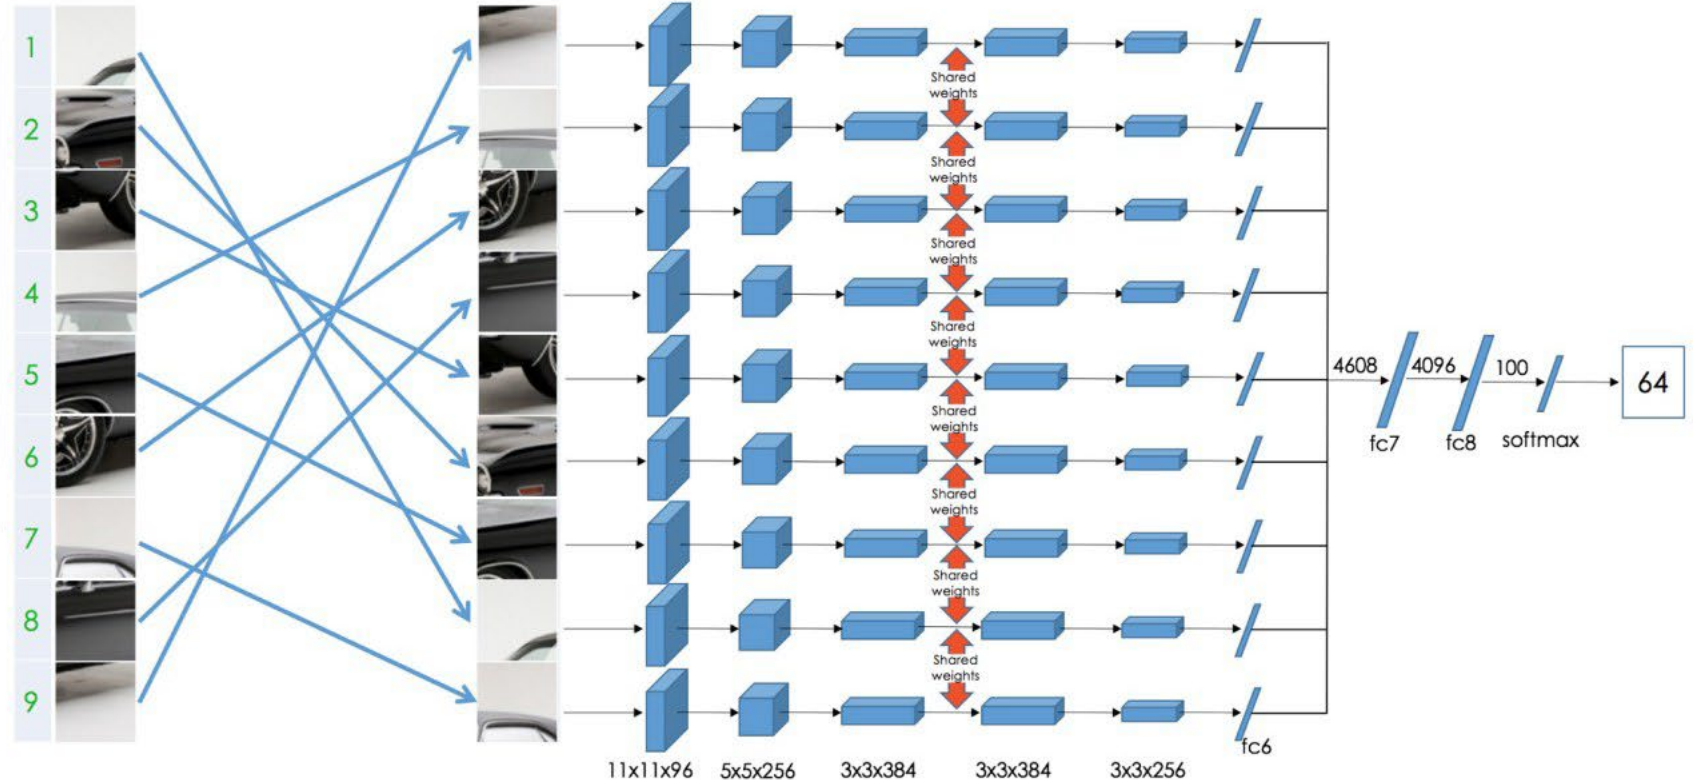 1
2
3
4
5
6
7
8
9
Shared
weights
Shared
weights
Shared
weights
Shared
weights
Shared
weights
Shared
weights
Shared
weights
Shared
weights
4608
4096
100
64
fc7
fc8
softmax
fc6
11x11x96
5x5x256
3x3x384
3x3x384
3x3x256